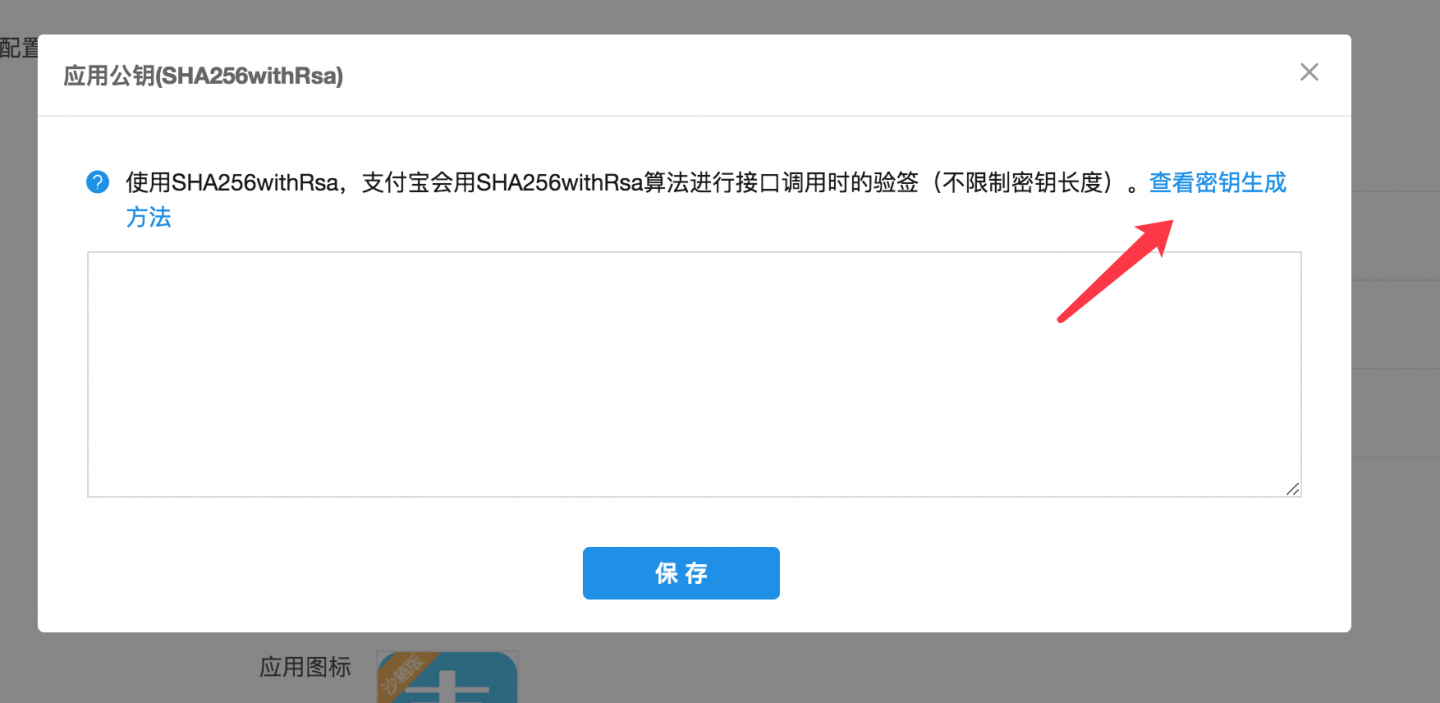 配置
应用公钥(SHA256withRsa)
使用SHA256withRsa，支付宝会用SHA256withRsa算法进行接口调用时的验签（不限制密钥长度）。查看密钥生成
方法
保 存
应用图标
沙箱版